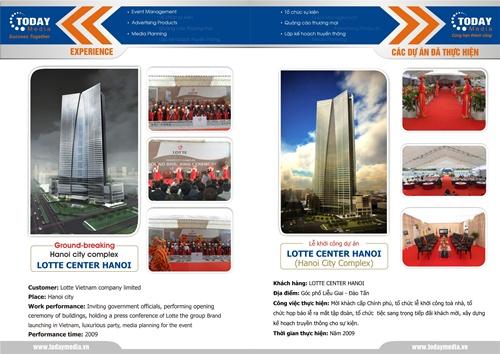 TODAY
Media
Success Together
• Event Management
• Advertising Products
• Media Planning
EXPERIENCE
• Tổ chức sự kiện
• Quảng cáo thương mại
• Lập kế hoạch truyền thông
TODAY
Media
Cùng bạn thành công
CÁC DỰ ÁN ĐÃ THỰC HIỆN
LOTTE
Ground-breaking
Hanoi city complex
LOTTE CENTER HANOI
Customer: Lotte Vietnam company limited
Place: Hanoi city
Work performance: Inviting government officials, performing opening
ceremony of buildings, holding a press conference of Lotte the group Brand
launching in Vietnam, luxurious party, media planning for the event
Performance time: 2009
www.todaymedia.vn
Lễ khởi công dự án
LOTTE CENTER HANOI
(Hanoi City Complex)
Khách hàng: LOTTE CENTER HANOI
Địa điểm: Góc phố Liễu Giai - Đào Tấn
Công việc thực hiện: Mời khách cấp Chính phủ, tổ chức lễ khởi công toà nhà, tổ
chức họp báo lễ ra mắt tập đoàn, tổ chức tiệc sang trọng tiếp đãi khách mời, xây dựng
kế hoạch truyền thông cho sự kiện.
Thời gian thực hiện: Năm 2009
www.todaymedia.vn